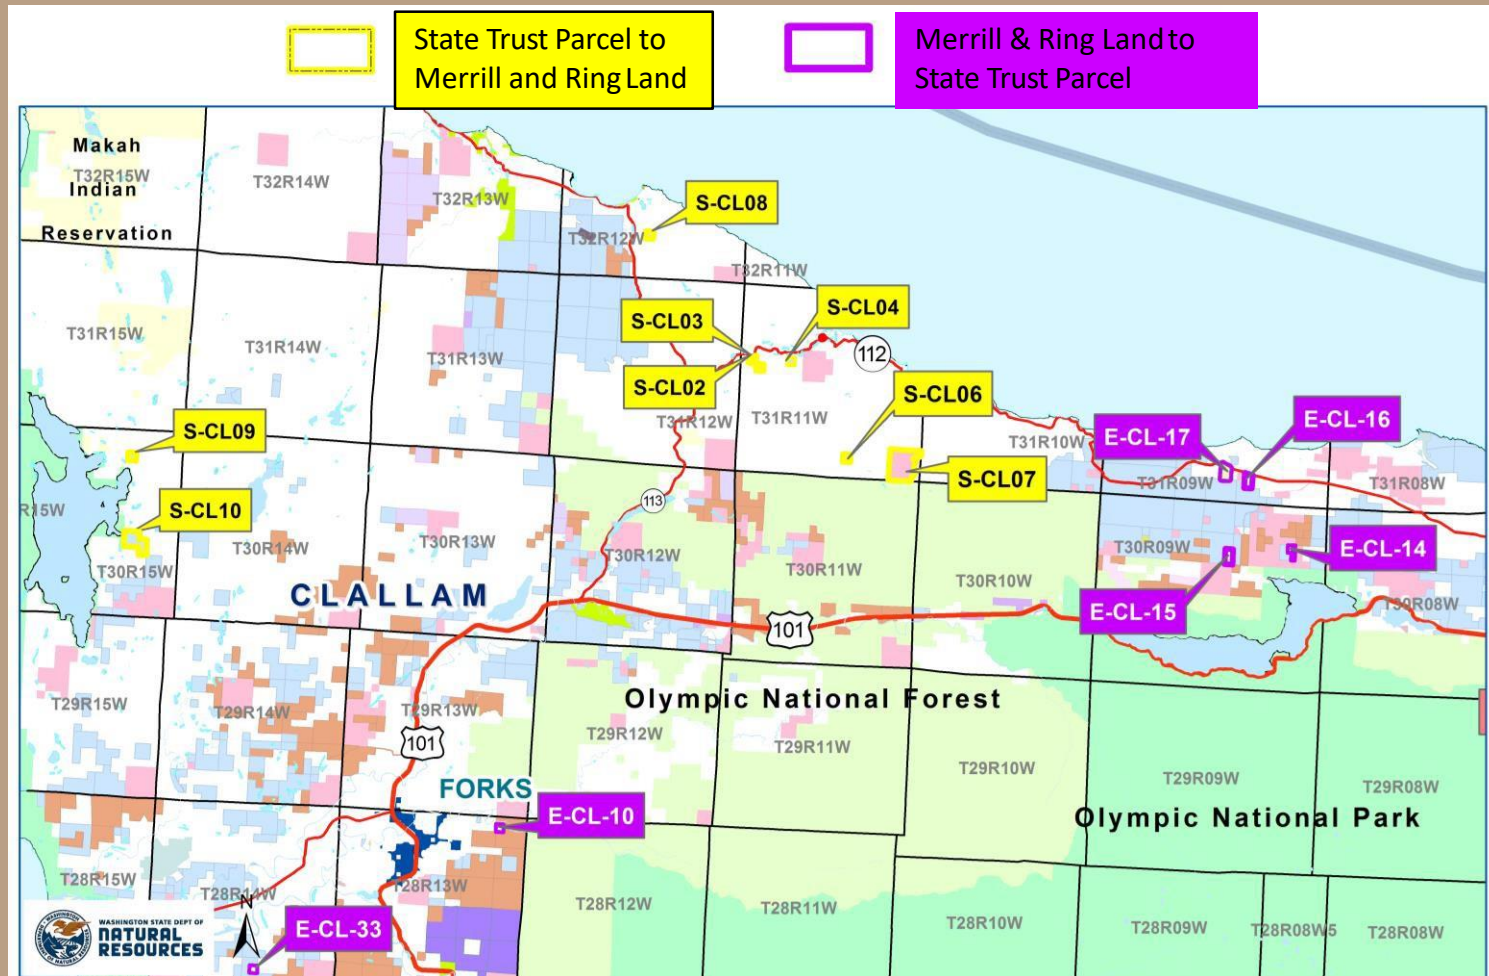 State Trust Parcel to
Merrill and Ring Land
Merrill & Ring Land to
State Trust Parcel
Makah
T32R15W
Indian
Reservation
T32R14W
T32R13W
S-CL08
T32R12W
T32R11W
S-CL03
S-CL04
T31R15W
T31R14W
T31R13W
112
S-CL02
S-CL06
T31R12W
T31R11W
T31R10W
E-CL-17
E-CL-16
S-CL09
S-CL07
T31R09W
T31R08W
S-CL10
113
R15W
T30R15W
T30R14W
T30R13W
T30R12W
T30R11W
T30R10W
T30R09W
E-CL-14
CLALLAM
E-CL-15
T30R08W
101
Olympic National Forest
T29R15W
T29R14W
T29R13W
T29R12W
T29R11W
T29R10W
T29R09W
T29R08W
101
FORKS
E-CL-10
Olympic National Park
T28R15W
T28R14W
T28R13W
T28R12W
T28R11W
T28R10W
T28R09W
T28R08W5
T28R08W
N
E-CL-33
WASHINGTON STATE DEPT OF
NATURAL
RESOURCES